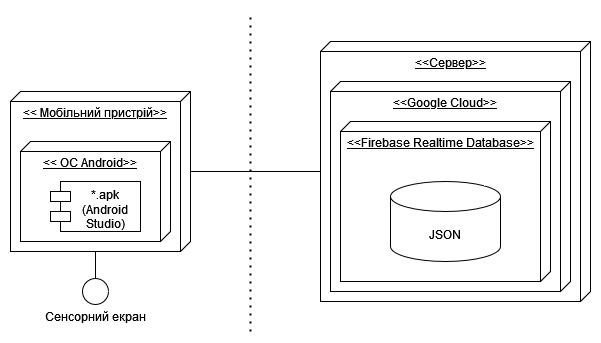 << Мобільний пристрій>>
<< ОС Android>>
*.apk
(Android
Studio)
Сенсорний екран
<<Сервер>>
<<Google Cloud>>
<<Firebase Realtime Database>>
JSON